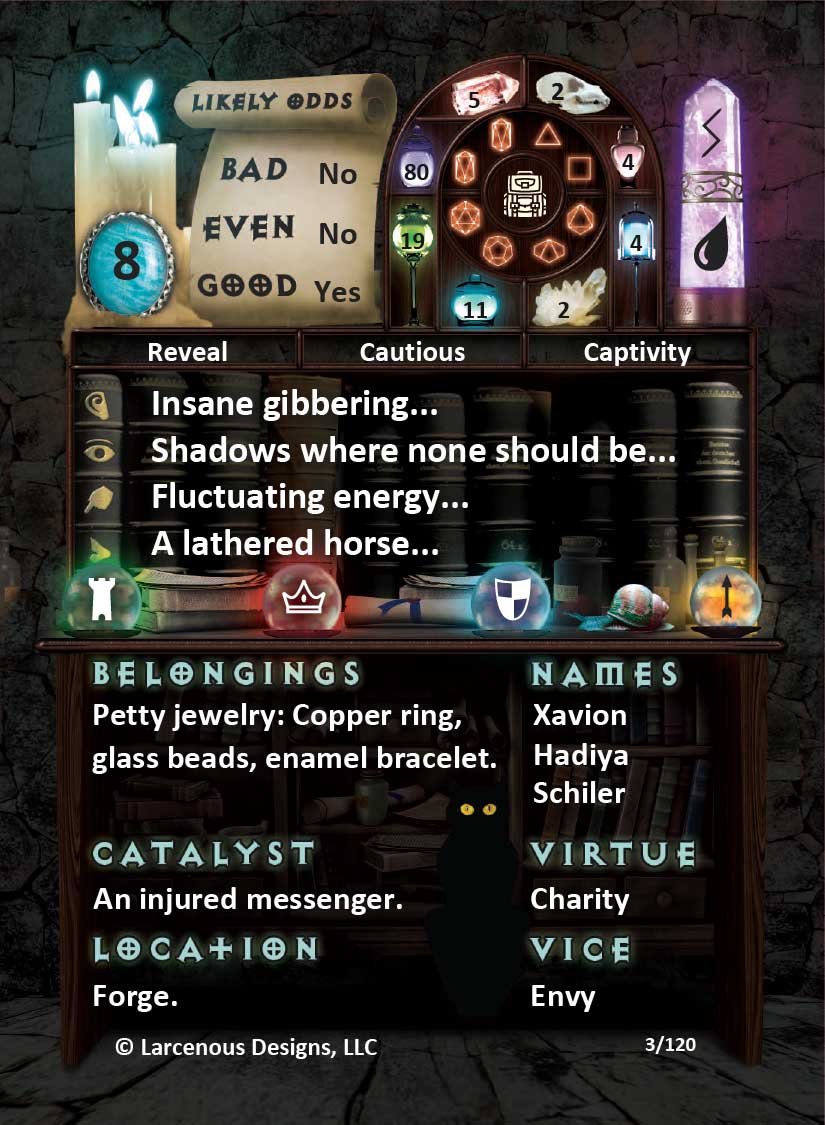 LIKELY ODDS
BAD No
EVEN No
GOOD Yes
8
5
2
80
4
19
4
11
2
Reveal Cautious Captivity
Insane gibbering...
Shadows where none should be...
Fluctuating energy...
A lathered horse...
BELONGINGS
Petty jewelry: Copper ring,
glass beads, enamel bracelet.
NAMES
Xavion
Hadiya
Schiler
CATALYST
An injured messenger.
VIRTUE
Charity
LOCATION
Forge.
VICE
Envy
© Larcenous Designs, LLC
3/120